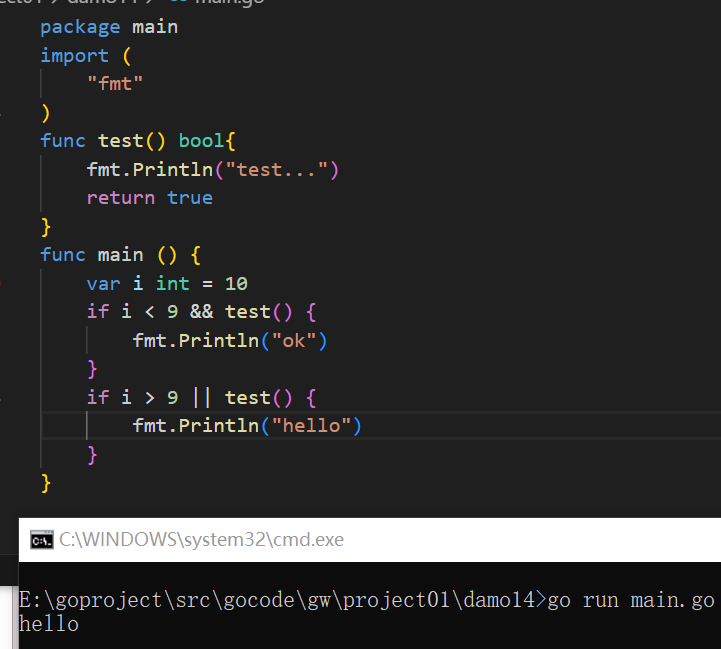 main.go
package main
import (
    "fmt"
)
func test() bool{
    fmt.Println("test...")
    return true
}
func main () {
    var i int = 10
    if i < 9 && test() {
        fmt.Println("ok")
    }
    if i > 9 || test() {
        fmt.Println("hello")
    }
}
C:\WINDOWS\system32\cmd.exe
E:\goproject\src\gocode\gw\project01\damo14>go run main.go
hello